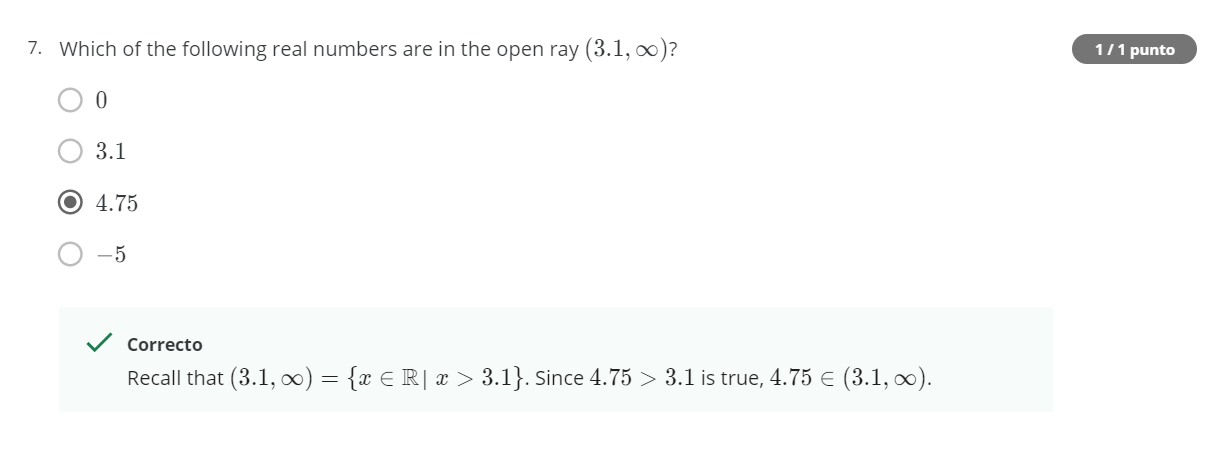 7. Which of the following real numbers are in the open ray (3.1, ∞)?
1 / 1 punto
0
3.1
4.75
−5
Correcto
Recall that (3.1, ∞) = {x ∈ ℝ| x > 3.1}. Since 4.75 > 3.1 is true, 4.75 ∈ (3.1, ∞).